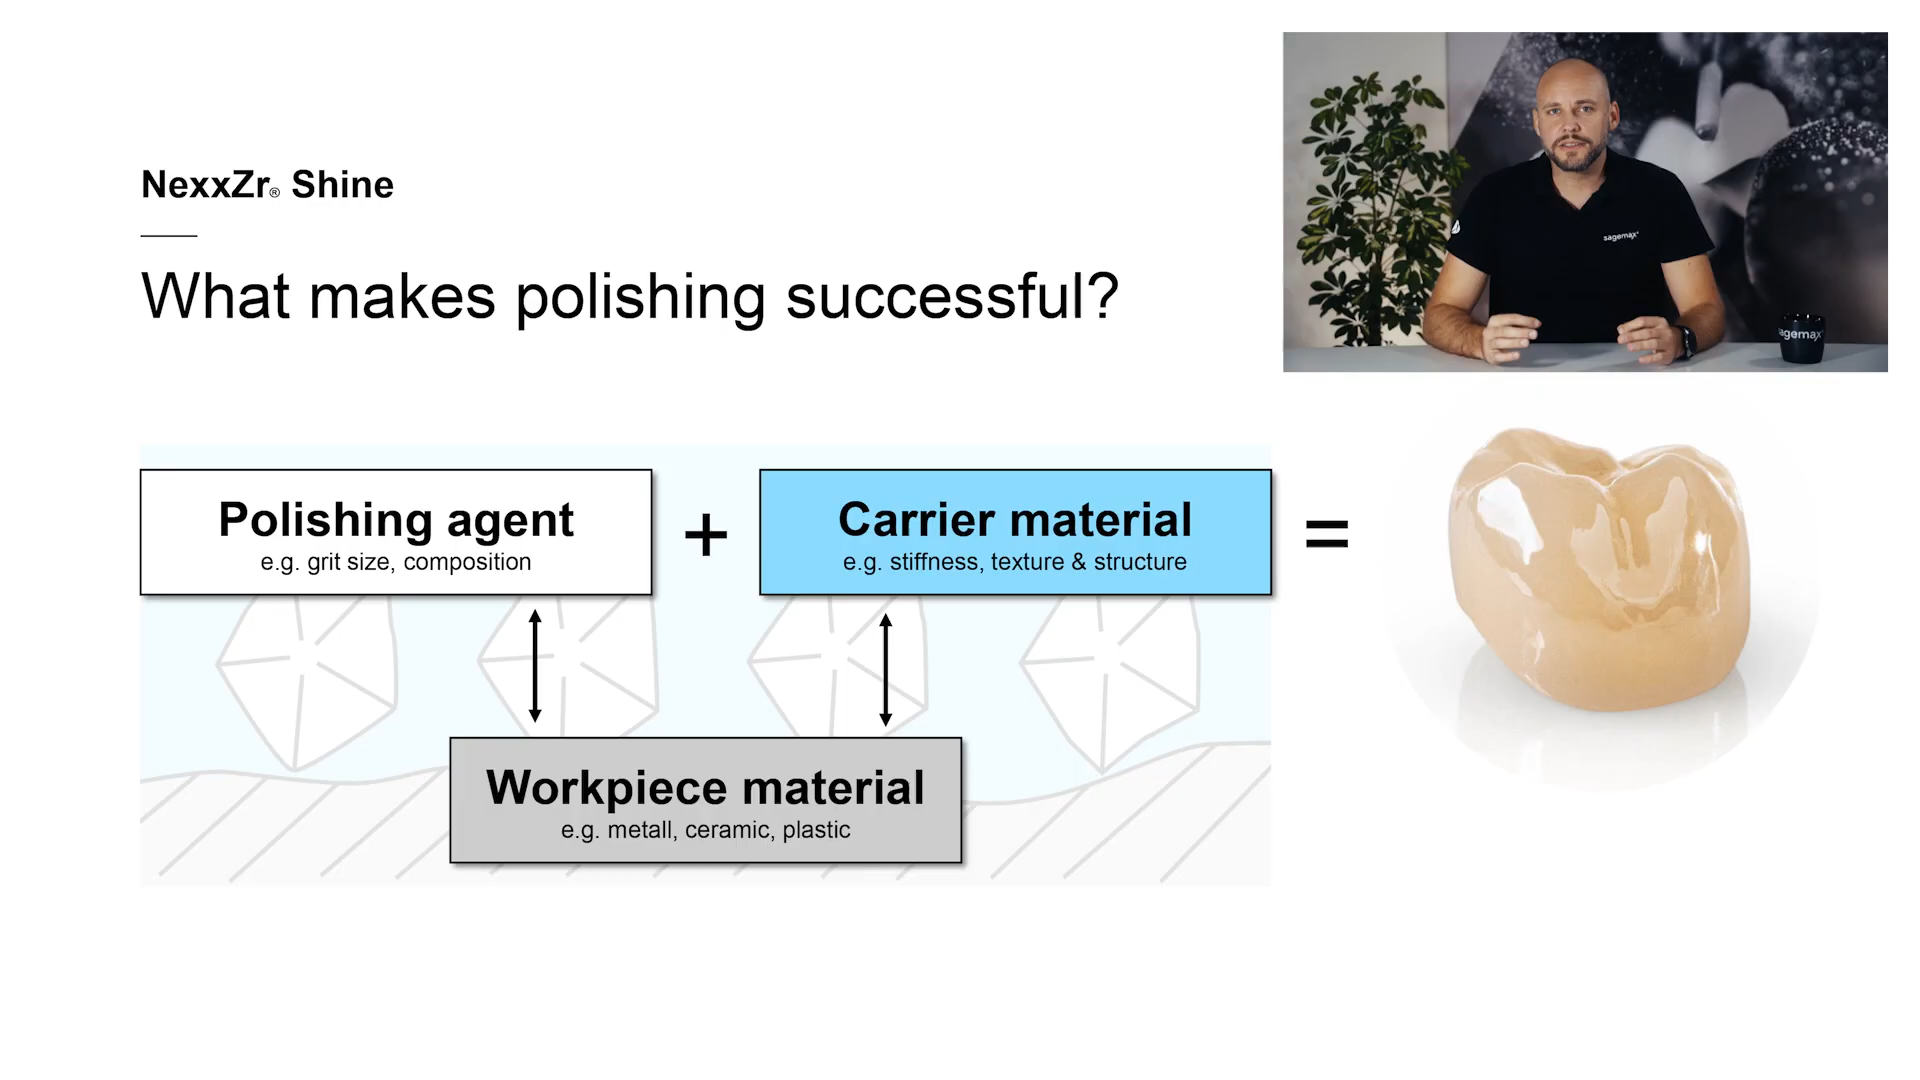 NexxZr® Shine
What makes polishing successful?
sagemax®
agemax®
Polishing agent
e.g. grit size, composition
+
Carrier material
e.g. stiffness, texture & structure
=
Workpiece material
e.g. metall, ceramic, plastic